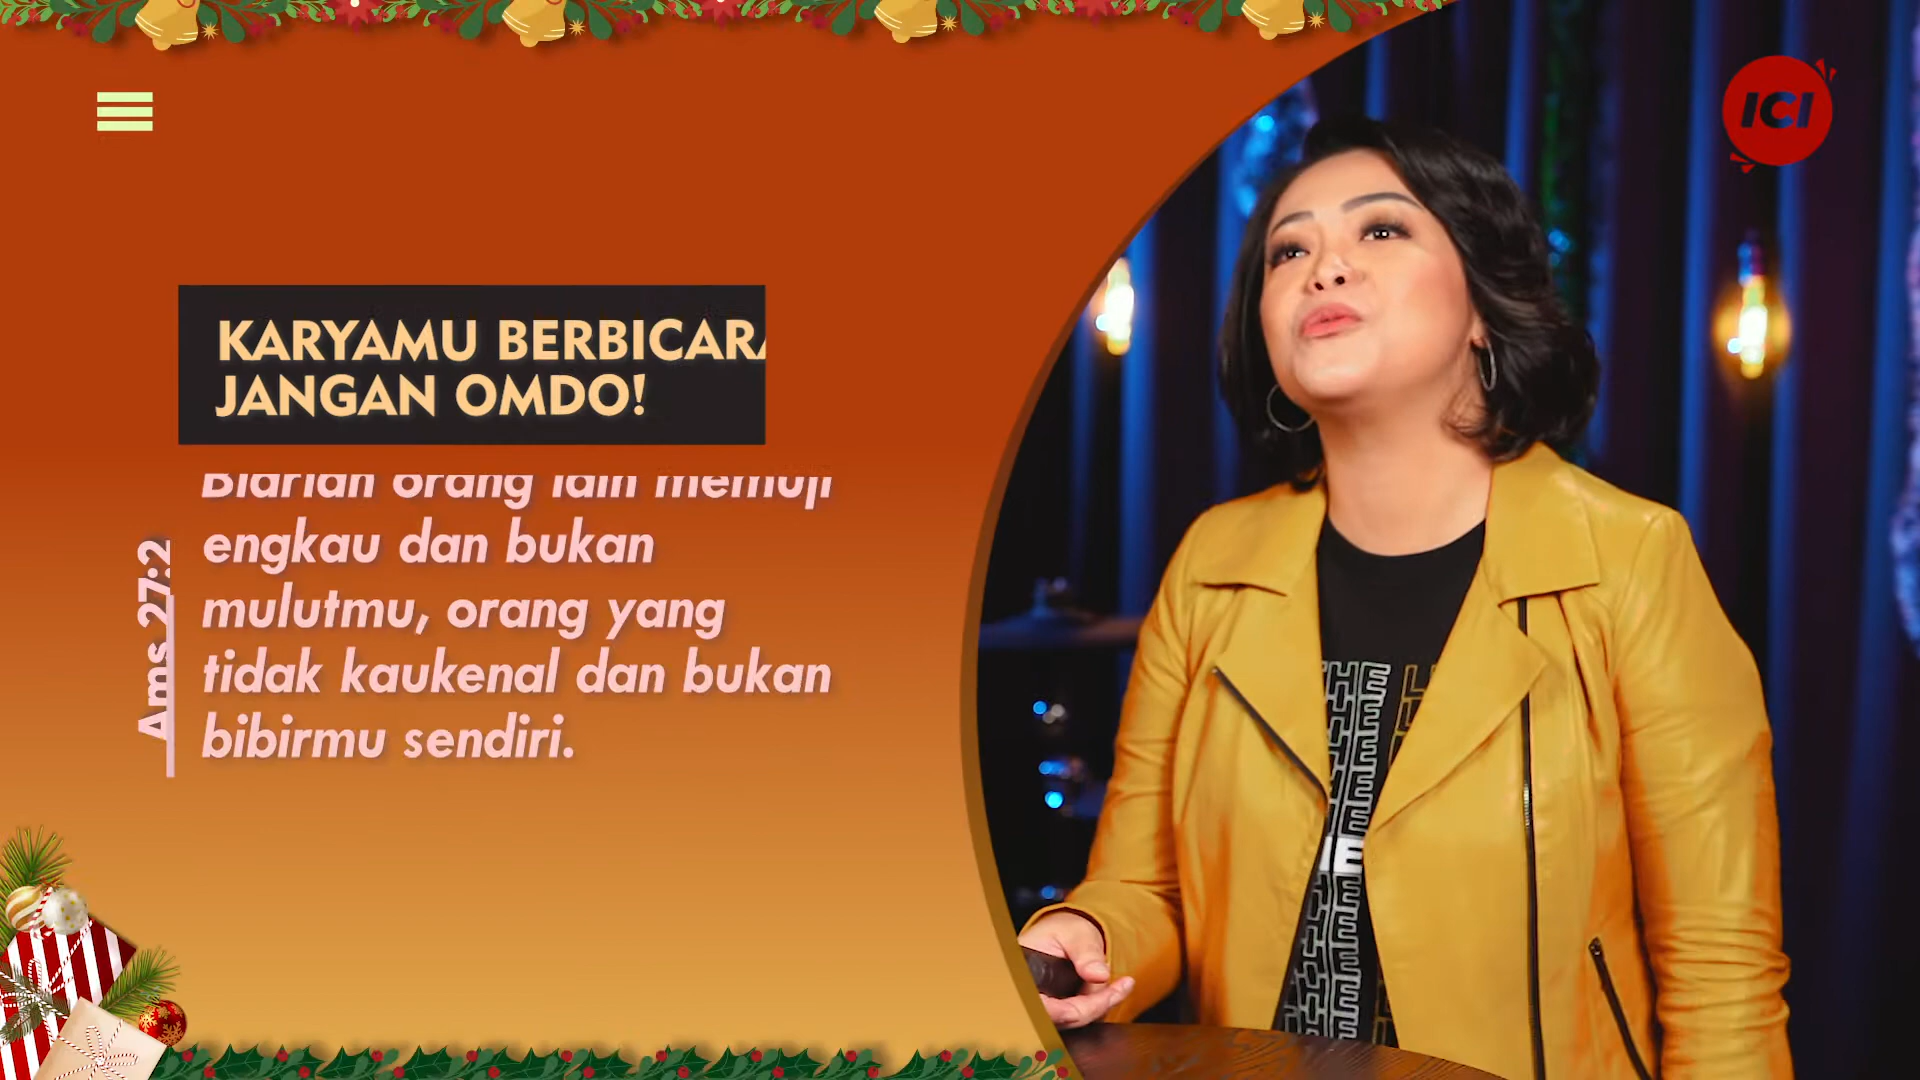 ICI
KARYAMU BERBICARA
JANGAN OMDO!
Biarlah orang lain memuji
engkau dan bukan
mulutmu, orang yang
tidak kaukenal dan bukan
bibirmu sendiri.
Ams 27:2